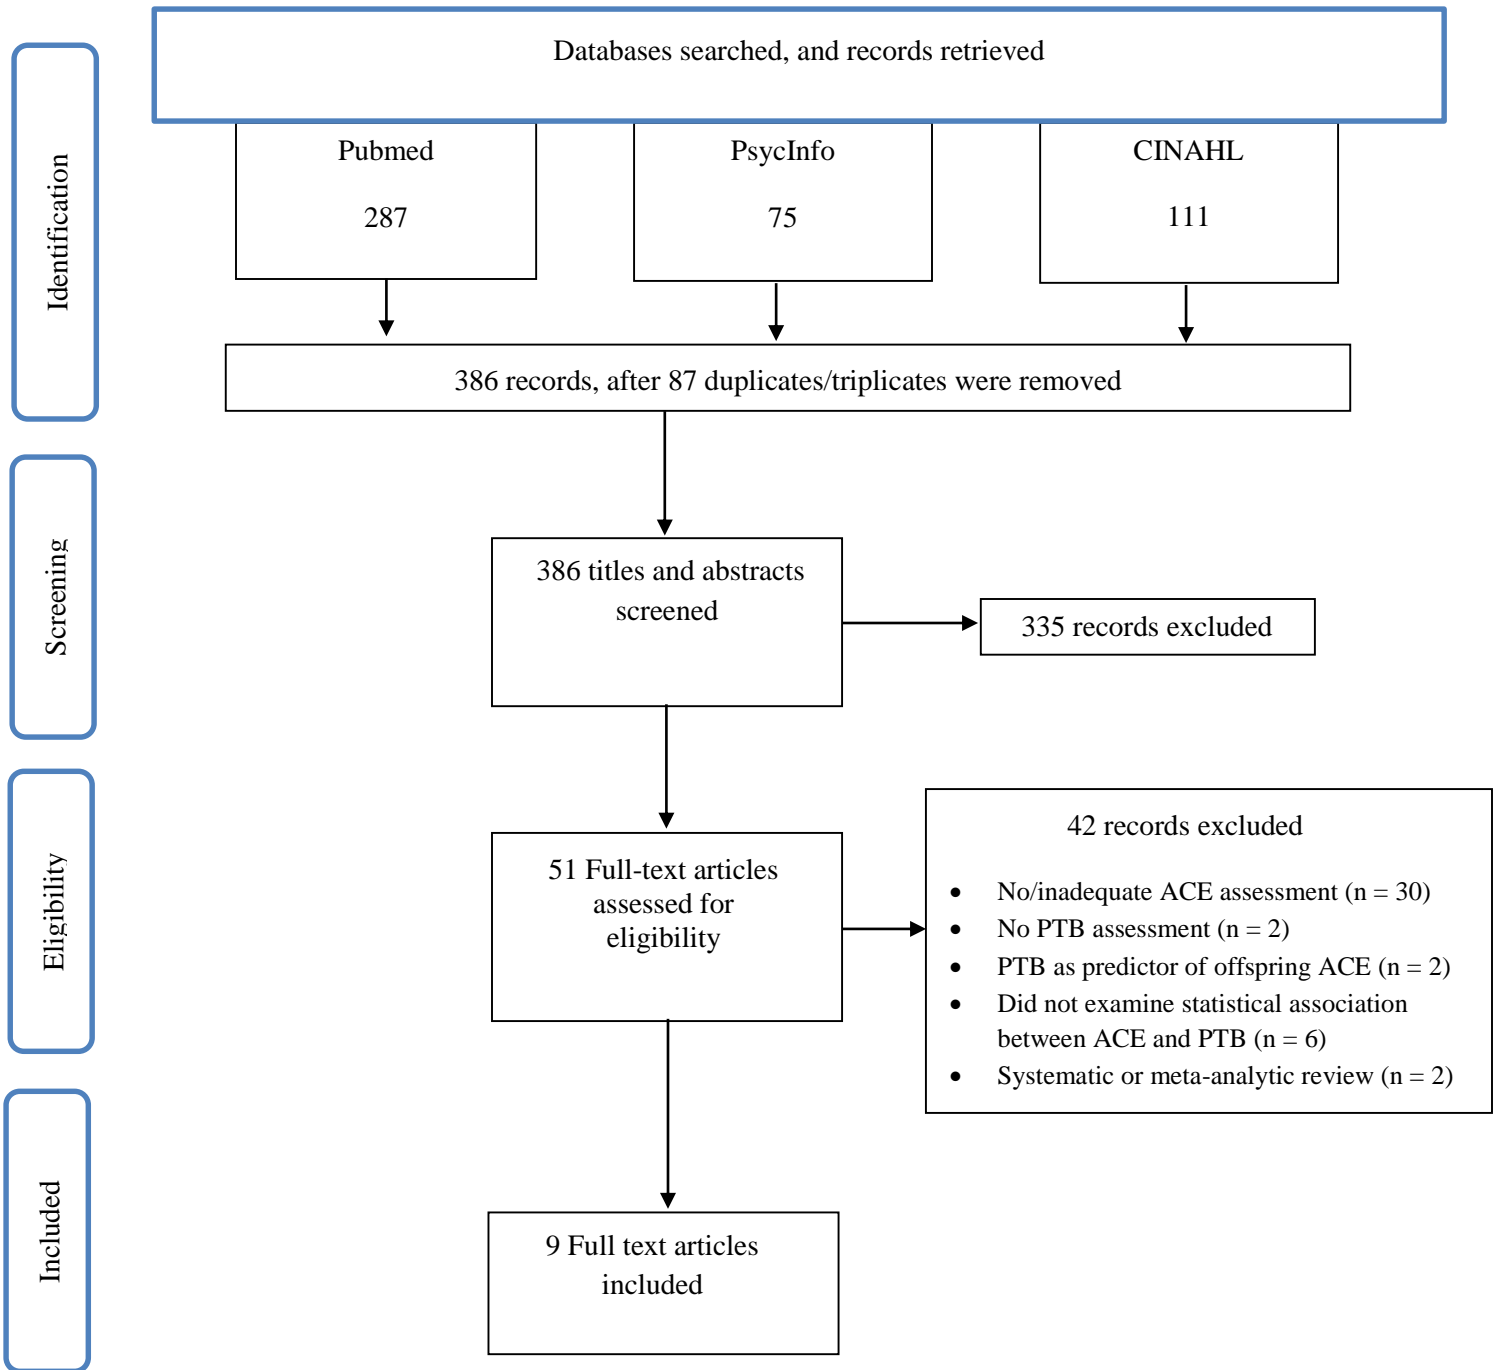 Databases searched, and records retrieved
Identification
Pubmed
287
PsycInfo
75
CINAHL
111
386 records, after 87 duplicates/triplicates were removed
Screening
386 titles and abstracts
screened
335 records excluded
Eligibility
51 Full-text articles
assessed for
eligibility
42 records excluded
• No/inadequate ACE assessment (n = 30)
• No PTB assessment (n = 2)
• PTB as predictor of offspring ACE (n = 2)
• Did not examine statistical association
between ACE and PTB (n = 6)
• Systematic or meta-analytic review (n = 2)
Included
9 Full text articles
included